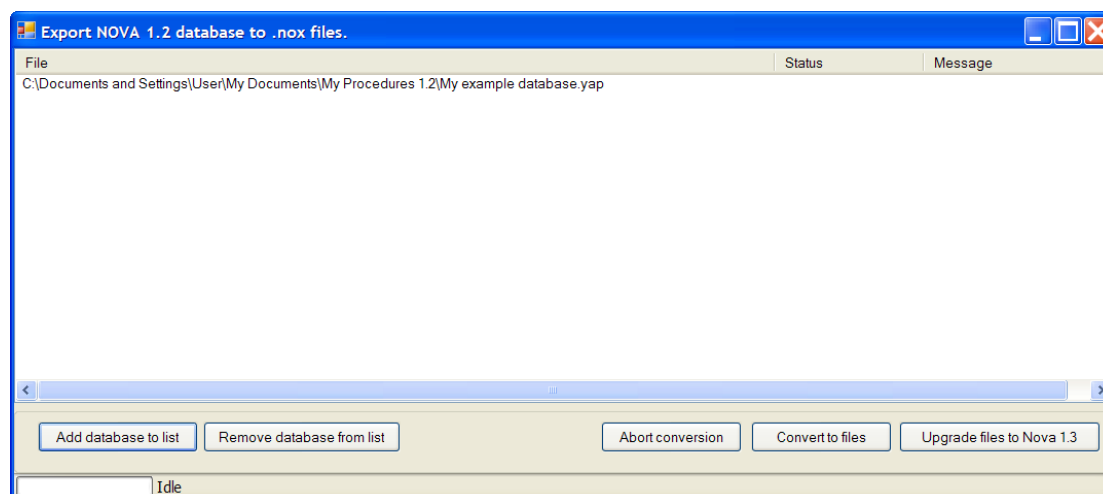 Export NOVA 1.2 database to .nox files.
File Status Message
C:\Documents and Settings\User\My Documents\My Procedures 1.2\My example database.yap
Add database to list Remove database from list Abort conversion Convert to files Upgrade files to Nova 1.3
Idle